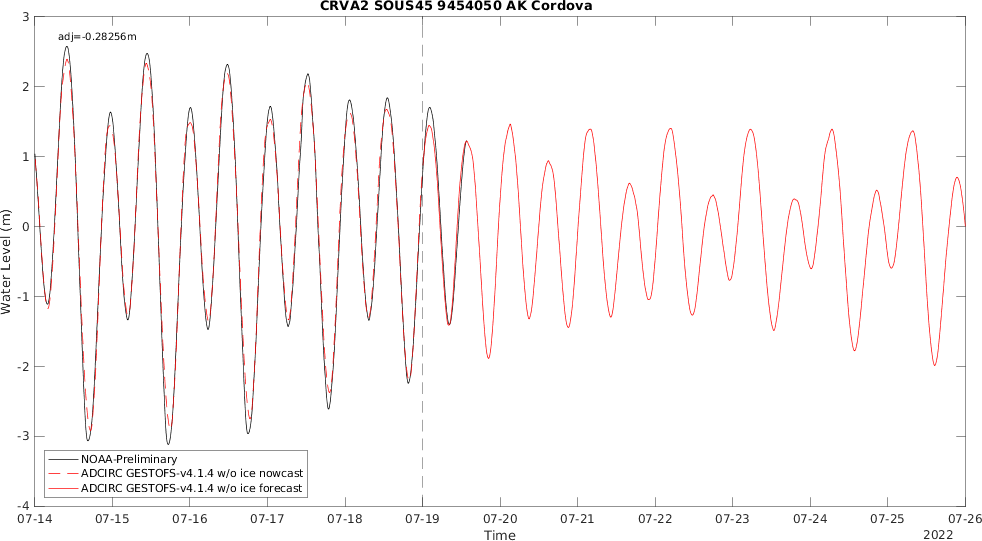 CRVA2 SOUS45 9454050 AK Cordova
adj=-0.28256m
3
2
1
0
-1
-2
-3
-4
Water Level (m)
NOAA-Preliminary
ADCIRC GESTOFS-v4.1.4 w/o ice nowcast
ADCIRC GESTOFS-v4.1.4 w/o ice forecast
07-14 07-15 07-16 07-17 07-18 07-19 07-20 07-21 07-22 07-23 07-24 07-25 07-26
Time
2022